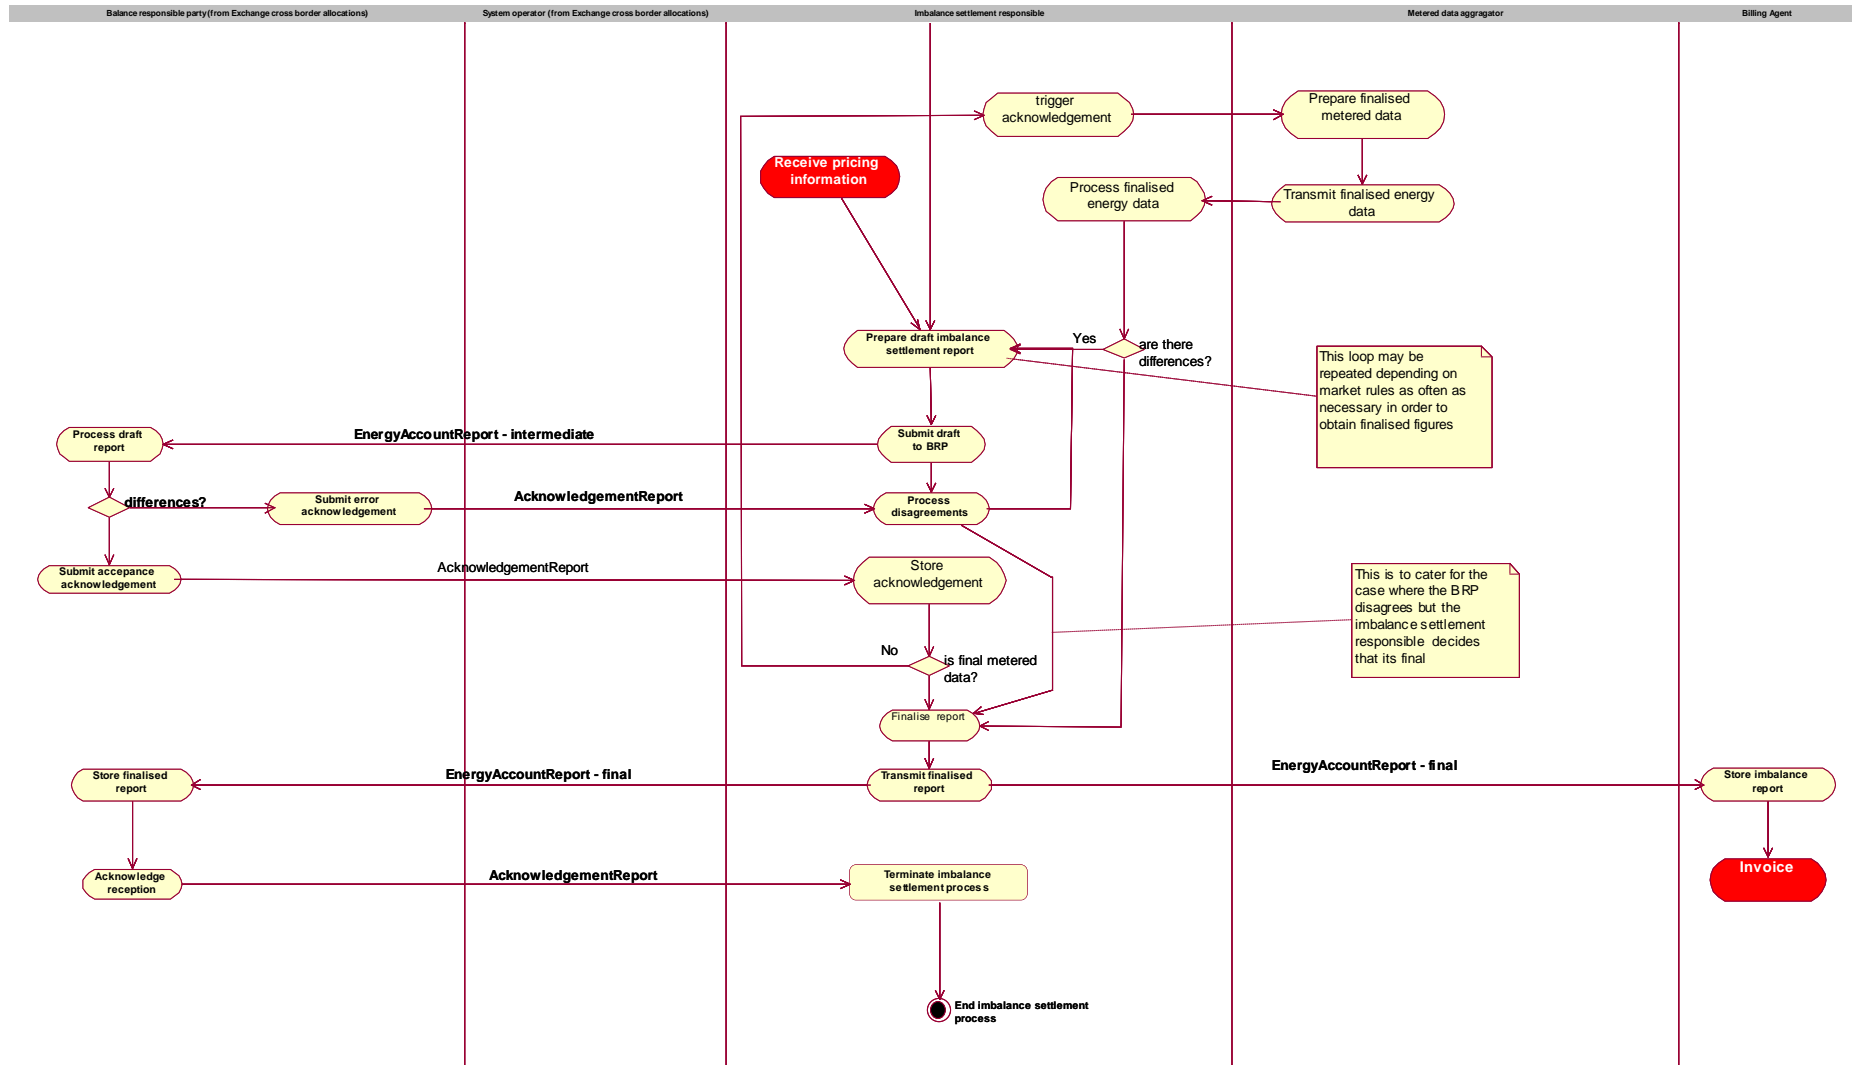 Balance responsible party (from Exchange cross border allocations)
System operator (from Exchange cross border allocations)
Imbalance settlement responsible
Metered data aggragator
Billing Agent
trigger
acknowledgement
Prepare finalised
metered data
Receive pricing
information
Process finalised
energy data
Transmit finalised energy
data
Prepare draft imbalance
settlement report
Yes
are there
differences?
This loop may be
repeated depending on
market rules as often as
necessary in order to
obtain finalised figures
Process draft
report
EnergyAccountReport - intermediate
Submit draft
to BRP
differences?
Submit error
acknowledgement
AcknowledgementReport
Process
disagreements
Submit accepance
acknowledgement
AcknowledgementReport
Store
acknowledgement
This is to cater for the
case where the BRP
disagrees but the
imbalance settlement
responsible decides
that its final
No
is final metered
data?
Finalise report
Store finalised
report
EnergyAccountReport - final
Transmit finalised
report
EnergyAccountReport - final
Store imbalance
report
Acknowledge
reception
AcknowledgementReport
Terminate imbalance
settlement process
Invoice
End imbalance settlement
process